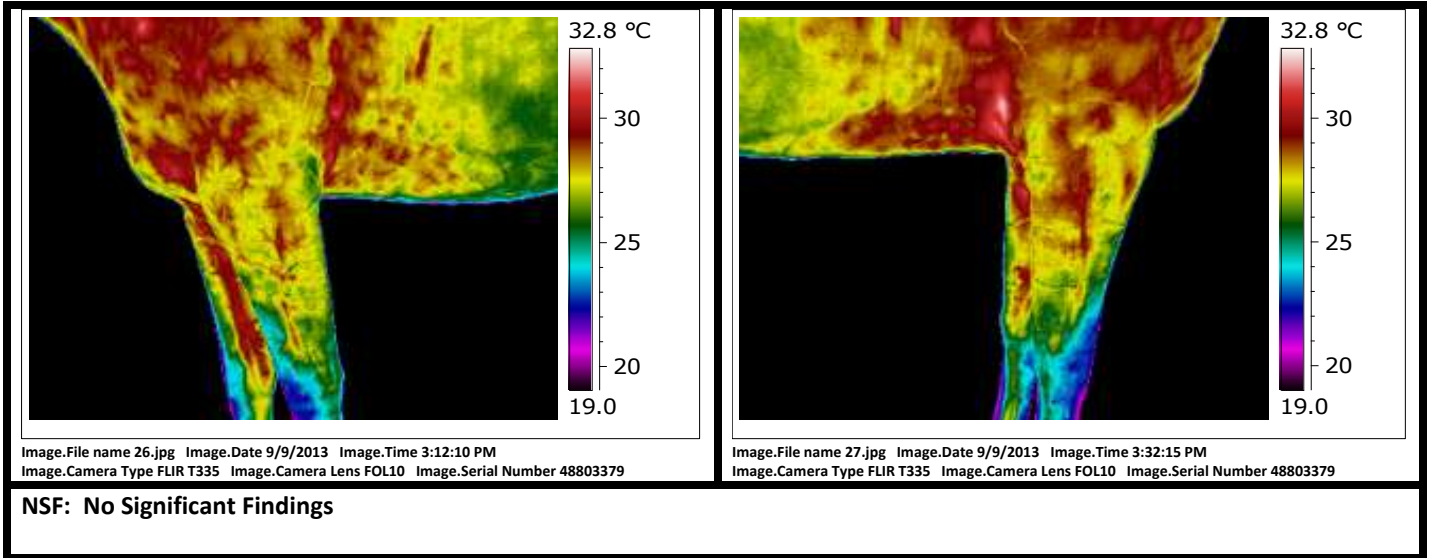 32.8 °C
30
25
20
19.0
Image.File name 26.jpg Image.Date 9/9/2013 Image.Time 3:12:10 PM
Image.Camera Type FLIR T335 Image.Camera Lens FOL10 Image.Serial Number 48803379
32.8 °C
30
25
20
19.0
Image.File name 27.jpg Image.Date 9/9/2013 Image.Time 3:32:15 PM
Image.Camera Type FLIR T335 Image.Camera Lens FOL10 Image.Serial Number 48803379
NSF: No Significant Findings